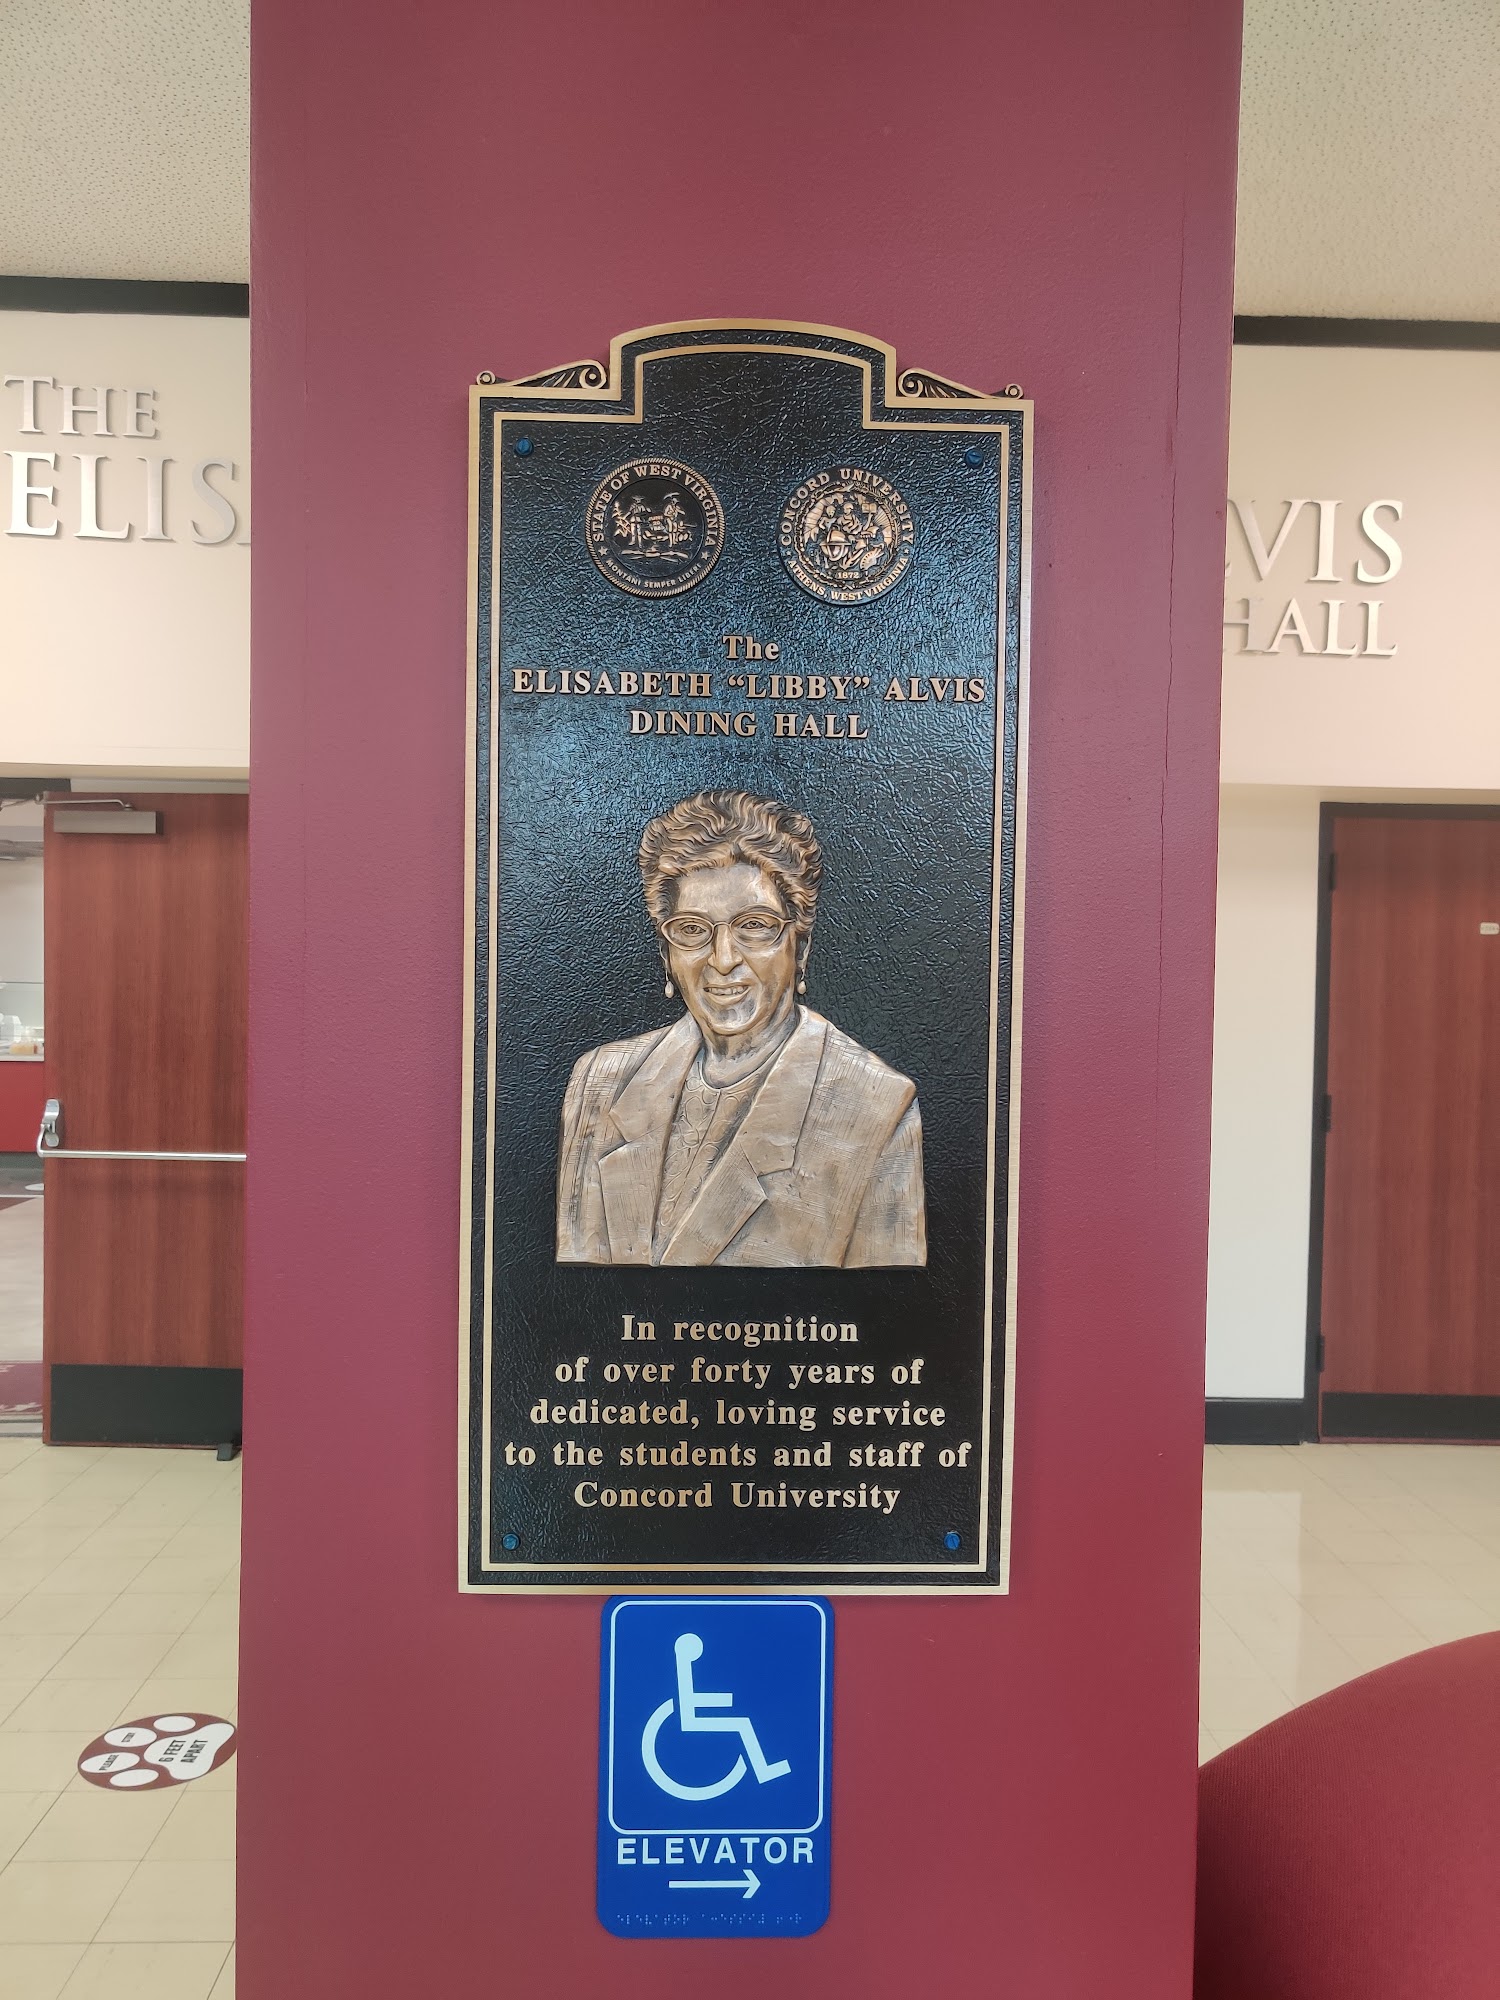 THE
ELIS
VIS
HALL
STATE OF WEST VIRGINIA
MONTANI SEMPER LIBERI
CONCORD UNIVERSITY
1872
ATHENS, WEST VIRGINIA
The
ELISABETH “LIBBY” ALVIS
DINING HALL
In recognition
of over forty years of
dedicated, loving service
to the students and staff of
Concord University
PLEASE STAY
6 FEET
APART
ELEVATOR